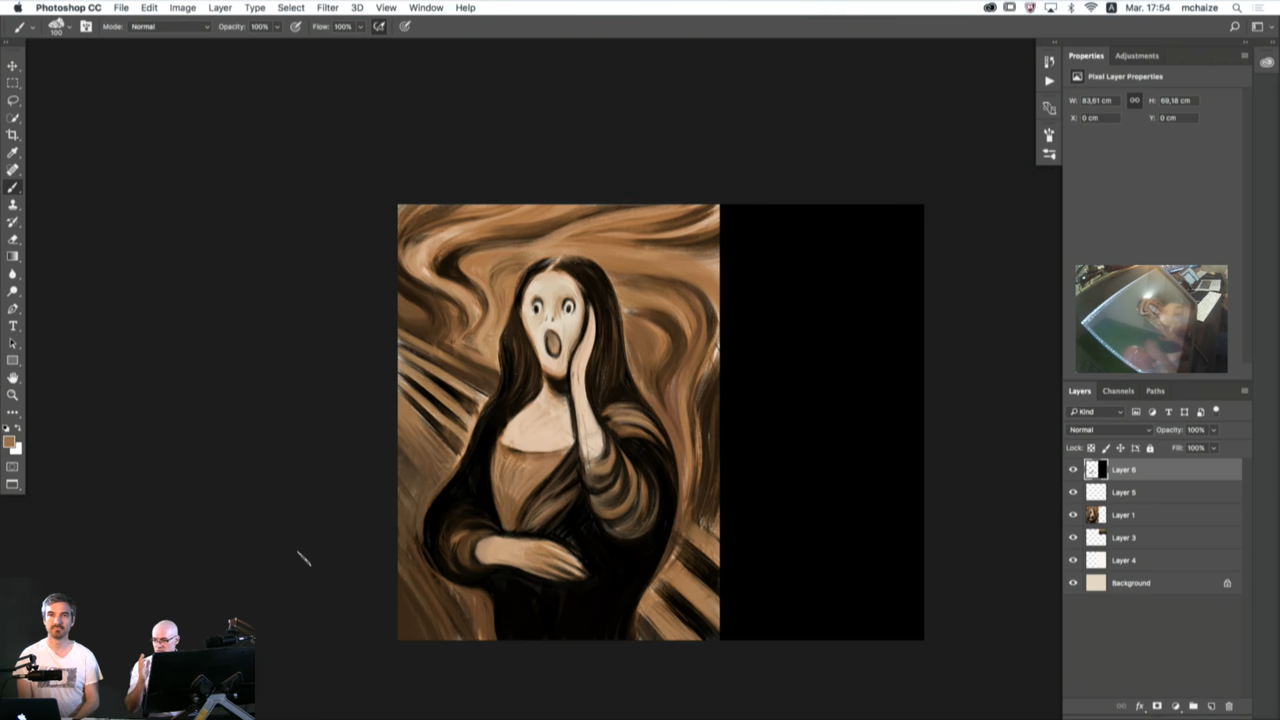 Photoshop CC File Edit Image Layer Type Select Filter 3D View Window Help A Mar. 17:54 mchaize
100 Mode: Normal Opacity: 100% Flow: 100%
Properties Adjustments
Pixel Layer Properties
W: 83,61 cm H: 69,18 cm
X: 0 cm Y: 0 cm
Layers Channels Paths
Kind
Normal Opacity: 100%
Lock: Fill: 100%
Layer 6
Layer 5
Layer 1
Layer 3
Layer 4
Background
fx